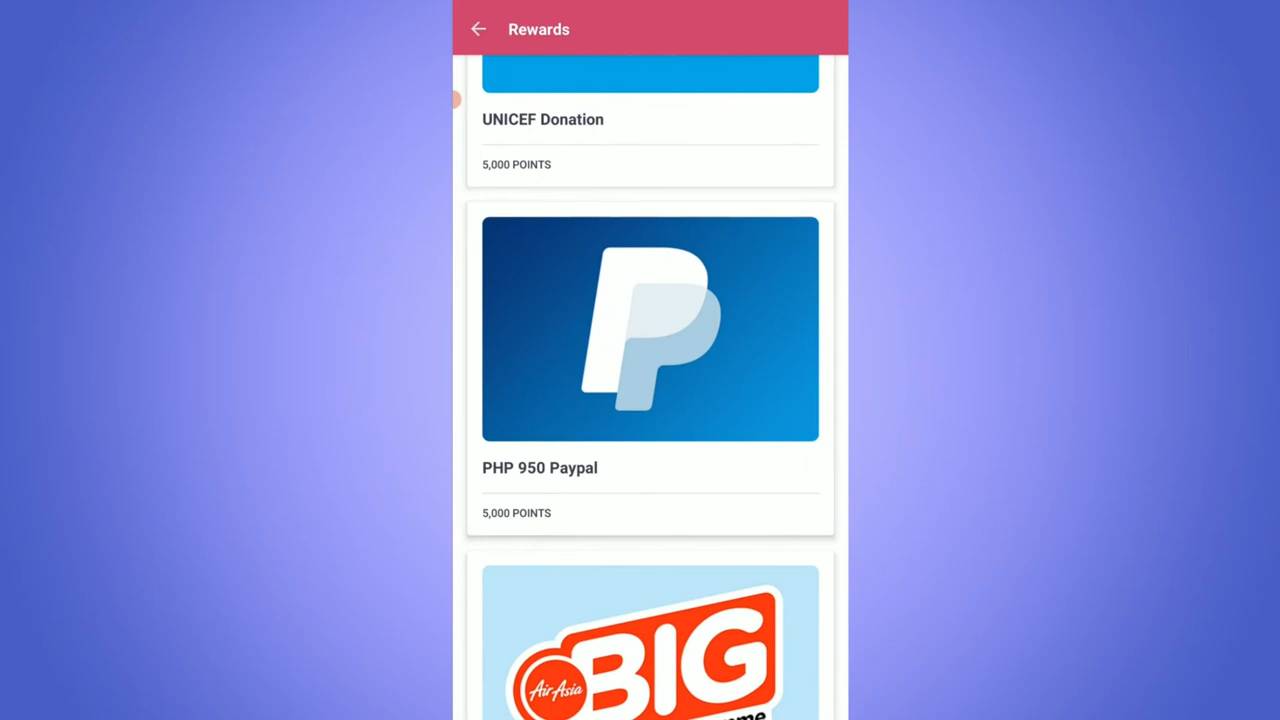 Rewards
UNICEF Donation
5,000 POINTS
PHP 950 Paypal
5,000 POINTS
BIG
AirAsia